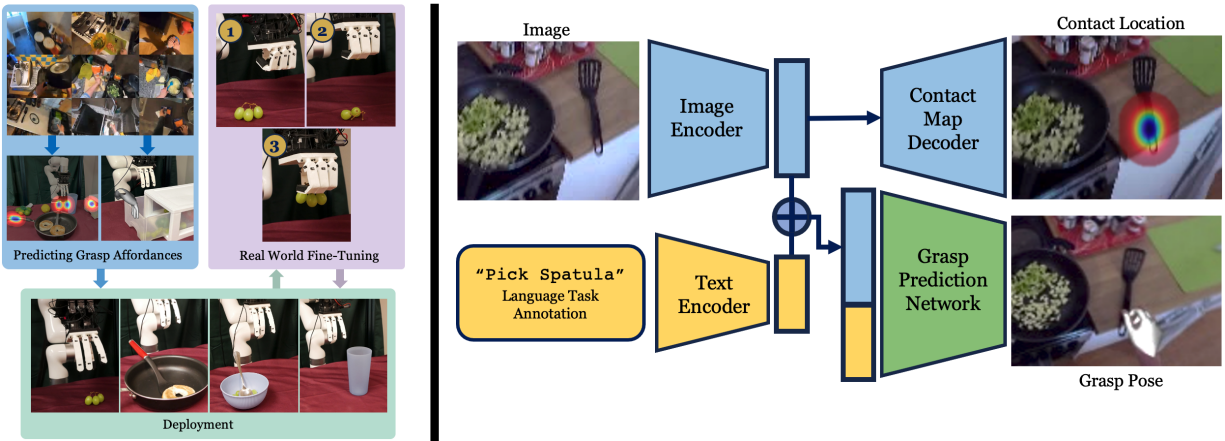 1
2
3
Predicting Grasp Affordances
Real World Fine-Tuning
Deployment
Image
Image
Encoder
Contact
Map
Decoder
Contact Location
"Pick Spatula"
Language Task
Annotation
Text
Encoder
Grasp
Prediction
Network
Grasp Pose